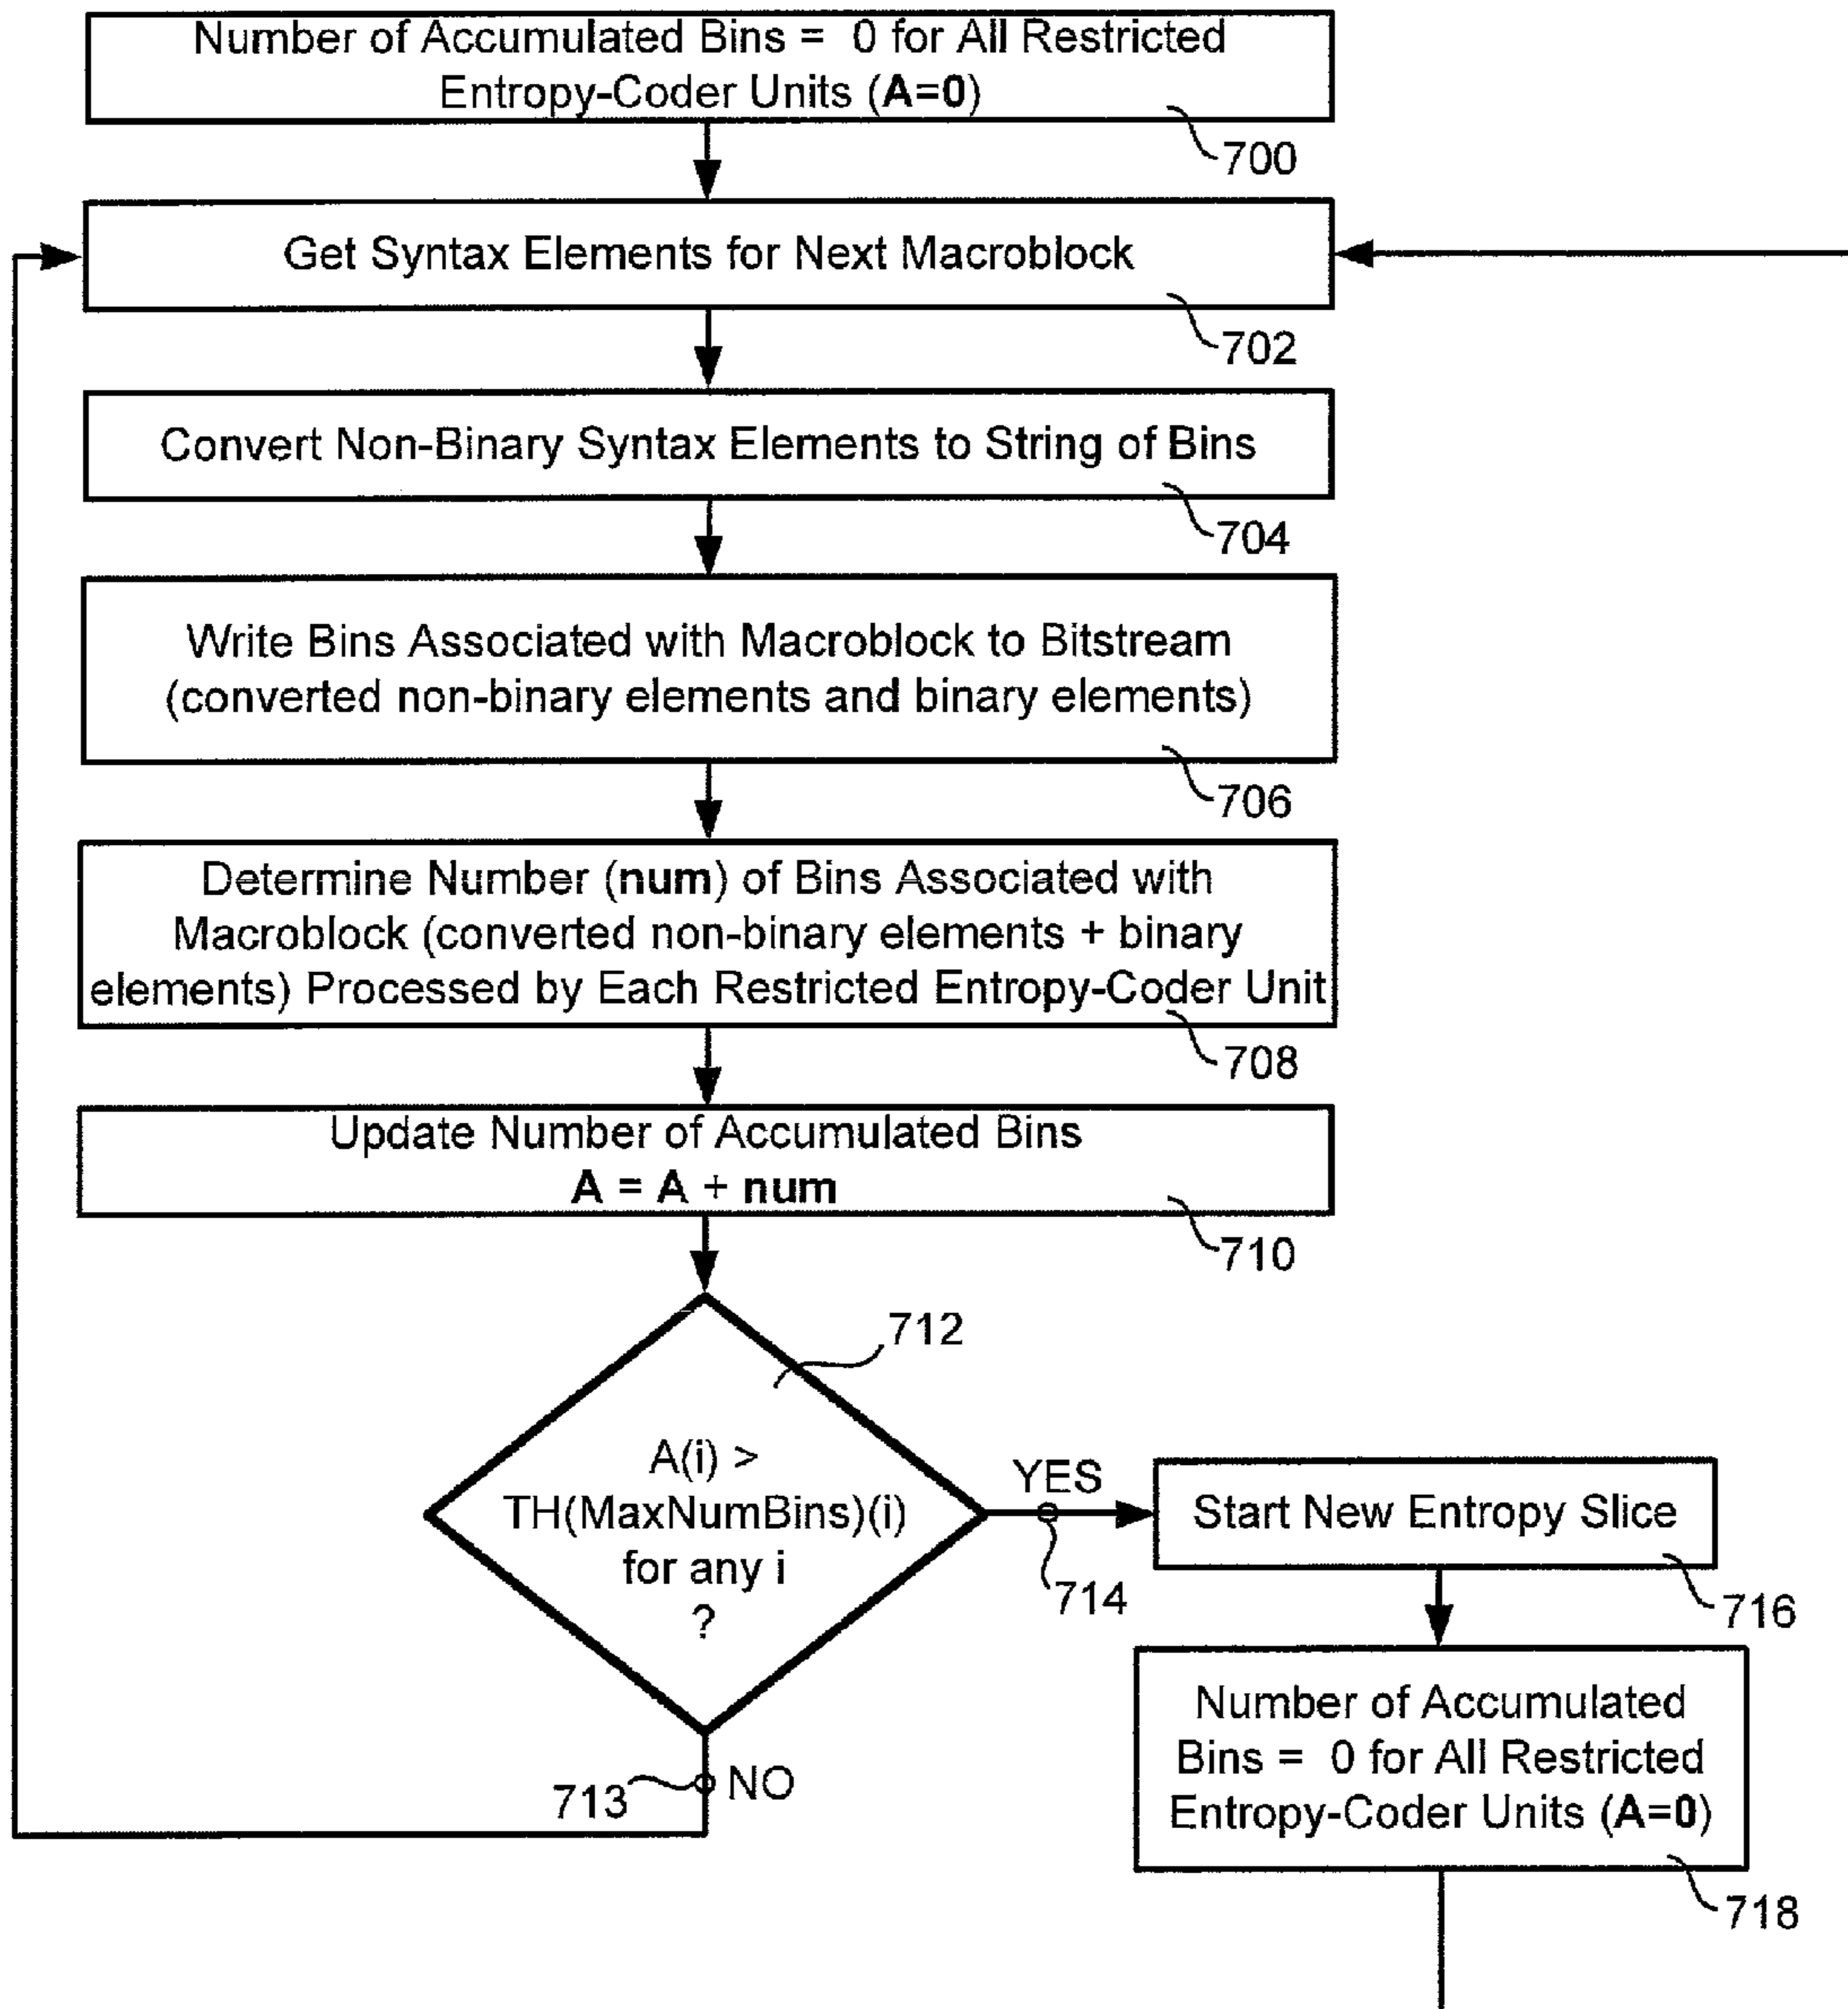 Number of Accumulated Bins = 0 for All Restricted
Entropy-Coder Units (A=0)
700
Get Syntax Elements for Next Macroblock
702
Convert Non-Binary Syntax Elements to String of Bins
704
Write Bins Associated with Macroblock to Bitstream
(converted non-binary elements and binary elements)
706
Determine Number (num) of Bins Associated with
Macroblock (converted non-binary elements + binary
elements) Processed by Each Restricted Entropy-Coder Unit
708
Update Number of Accumulated Bins
A = A + num
710
712
A(i) >
TH(MaxNumBins)(i)
for any i
?
YES
714
Start New Entropy Slice
716
Number of Accumulated
Bins = 0 for All Restricted
Entropy-Coder Units (A=0)
718
713
NO